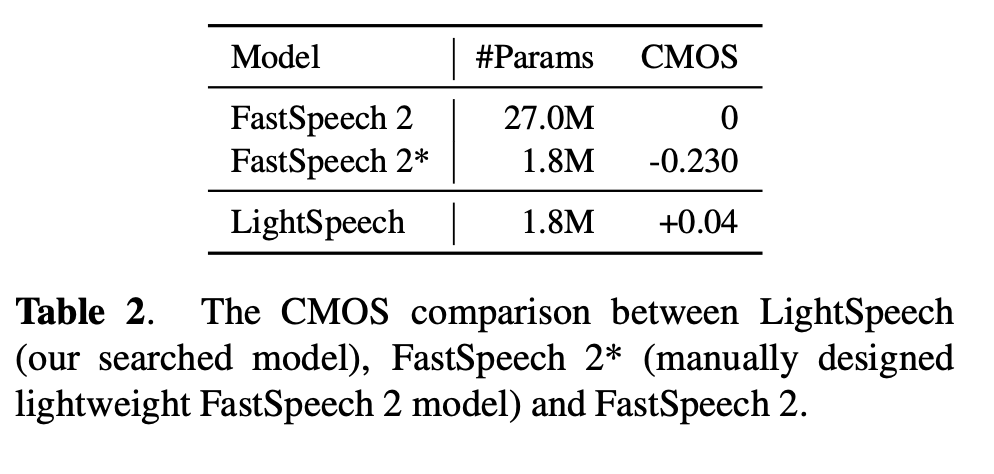 Model #Params CMOS
FastSpeech 2 27.0M 0
FastSpeech 2* 1.8M -0.230
LightSpeech 1.8M +0.04
Table 2. The CMOS comparison between LightSpeech
(our searched model), FastSpeech 2* (manually designed
lightweight FastSpeech 2 model) and FastSpeech 2.